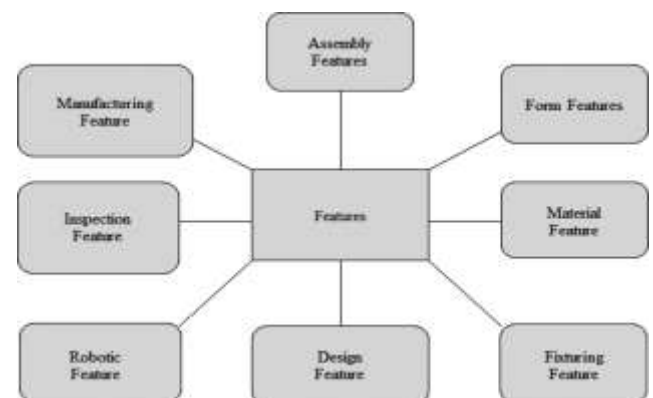 Assembly
Features
Manufacturing
Feature
Form Features
Inspection
Feature
Features
Material
Feature
Robotic
Feature
Design
Feature
Fixturing
Feature